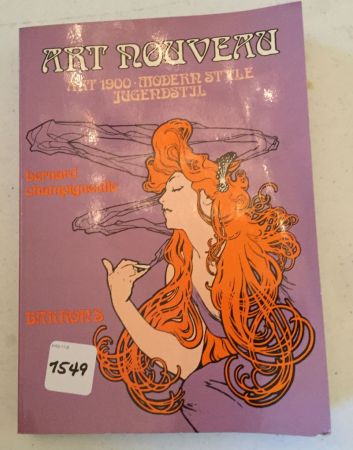 ART NOUVEAU
ART 1900 · MODERN STYLE
JUGENDSTIL
bernard
champigneulle
BARRON'S
1549